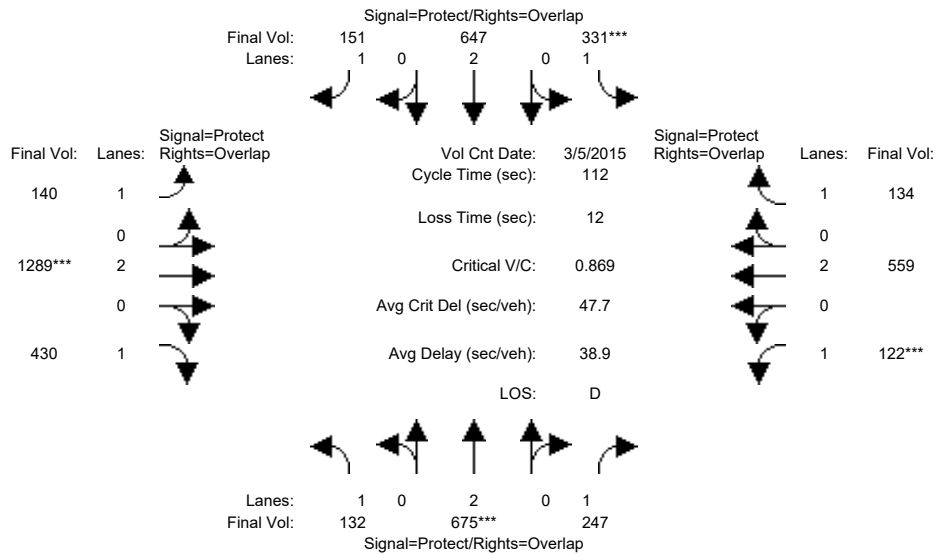 Signal=Protect/Rights=Overlap
Final Vol: 151 647 331***
Lanes: 1 0 2 0 1
Signal=Protect
Final Vol: Lanes: Rights=Overlap
Vol Cnt Date: 3/5/2015
Signal=Protect
Rights=Overlap Lanes: Final Vol:
Cycle Time (sec): 112
140 1
1 134
Loss Time (sec): 12
0
0
1289*** 2
Critical V/C: 0.869
2 559
0
Avg Crit Del (sec/veh): 47.7
0
430 1
Avg Delay (sec/veh): 38.9
1 122***
LOS: D
Lanes: 1 0 2 0 1
Final Vol: 132 675*** 247
Signal=Protect/Rights=Overlap